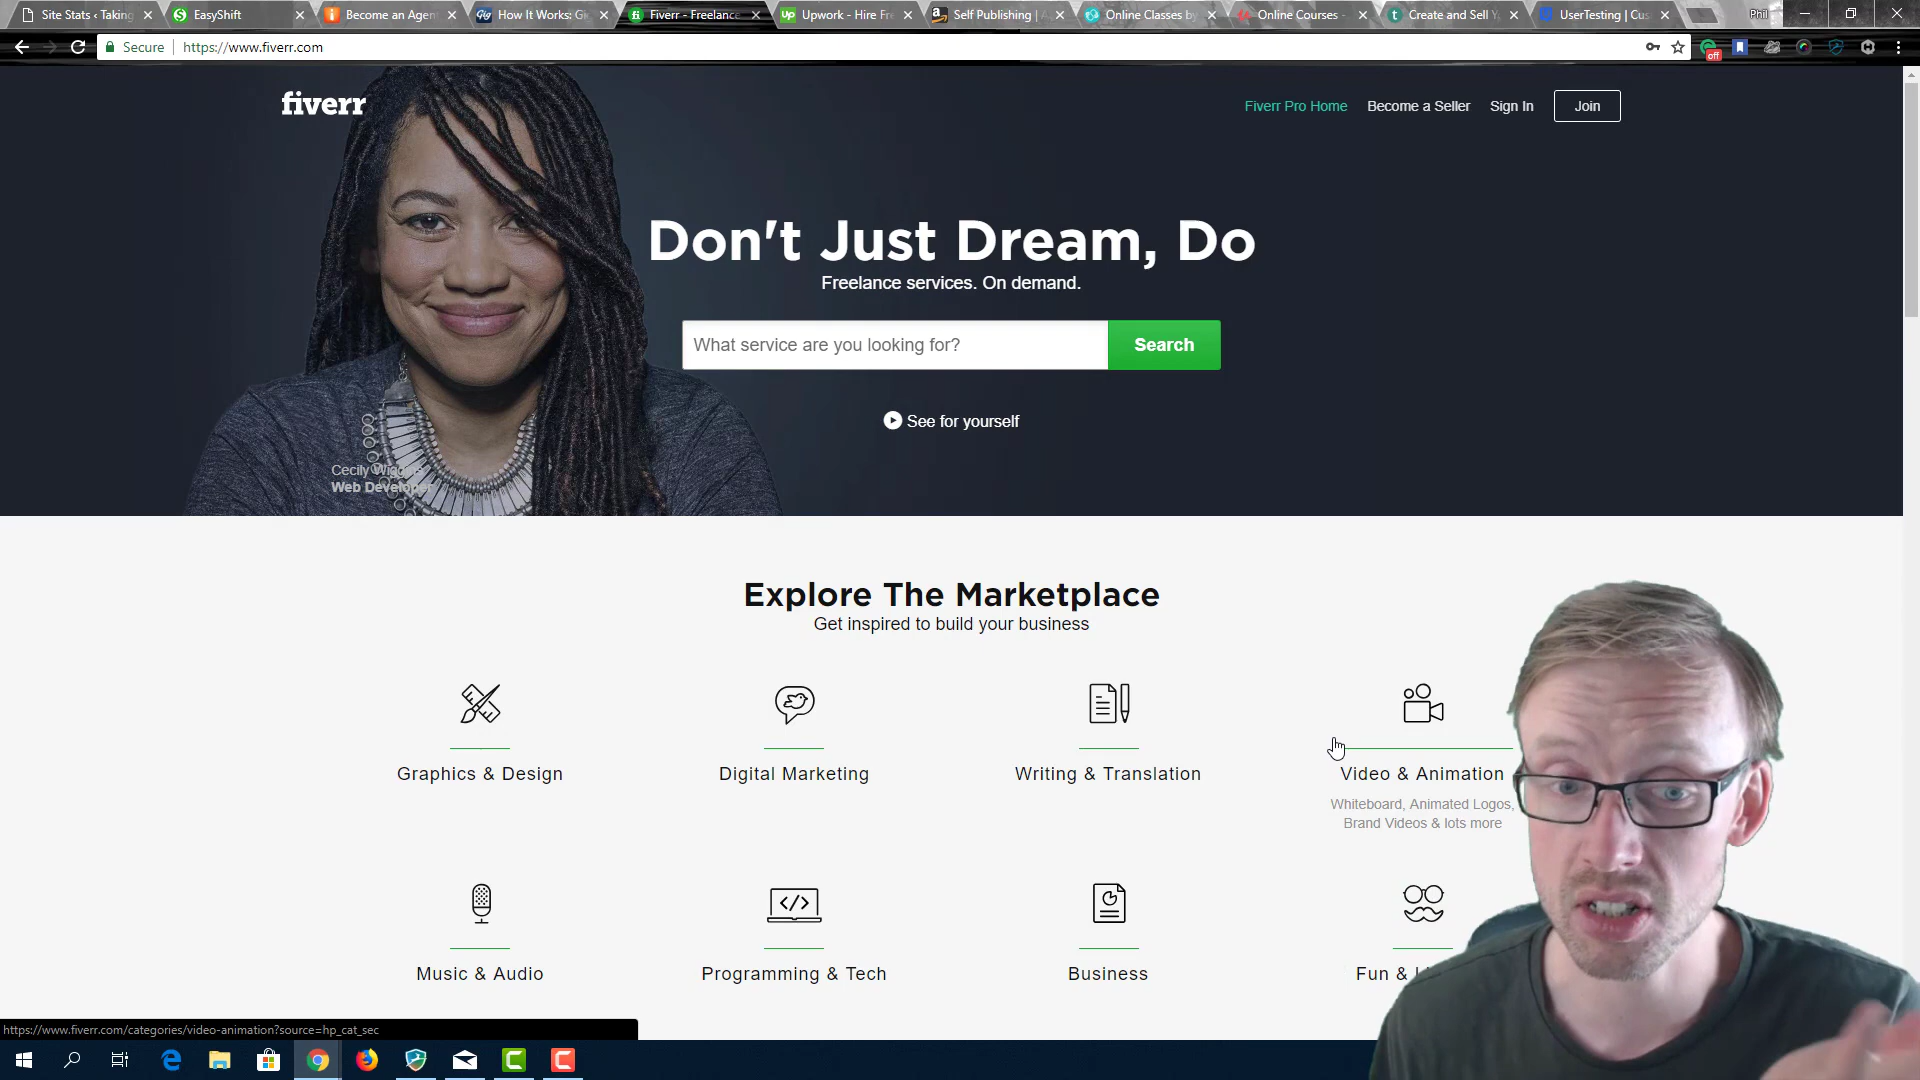 Site Stats ‹ Taking
EasyShift
Become an Agen
How It Works: Gi
Fiverr - Freelance
Upwork - Hire Fr
Self Publishing | A
Online Classes by
Online Courses -
Create and Sell Y
UserTesting | Cus
Phil
Secure
https://www.fiverr.com
off
fiverr
Fiverr Pro Home
Become a Seller
Sign In
Join
Don't Just Dream, Do
Freelance services. On demand.
What service are you looking for?
Search
See for yourself
Cecily
Web Developer
Explore The Marketplace
Get inspired to build your business
Graphics & Design
Digital Marketing
Writing & Translation
Video & Animation
Whiteboard, Animated Logos,
Brand Videos & lots more
Music & Audio
Programming & Tech
Business
Fun &
https://www.fiverr.com/categories/video-animation?source=hp_cat_sec